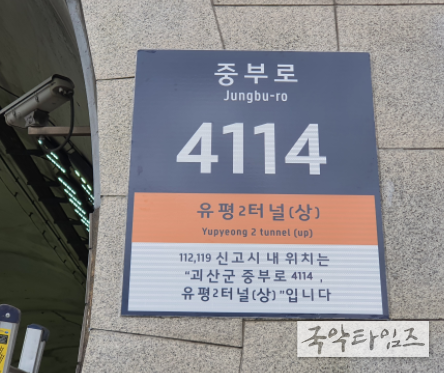 중부로
Jungbu-ro
4114
유평2터널(상)
Yupyeong 2 tunnel (up)
112,119 신고시 내 위치는
"괴산군 중부로 4114 ,
유평2터널(상)"입니다
국악타임즈